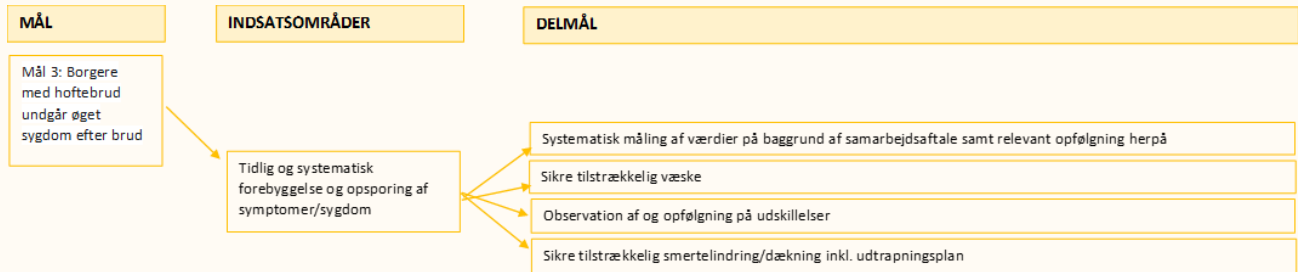 MÅL
INDSATSOMRÅDER
DELMÅL
Mål 3: Borgere
med hoftebrud
undgår øget
sygdom efter brud
Tidlig og systematisk
forebyggelse og opsporing af
symptomer/sygdom
Systematisk måling af værdier på baggrund af samarbejdsaftale samt relevant opfølgning herpå
Sikre tilstrækkelig væske
Observation af og opfølgning på udskillelser
Sikre tilstrækkelig smertelindring/dækning inkl. udtrapningsplan